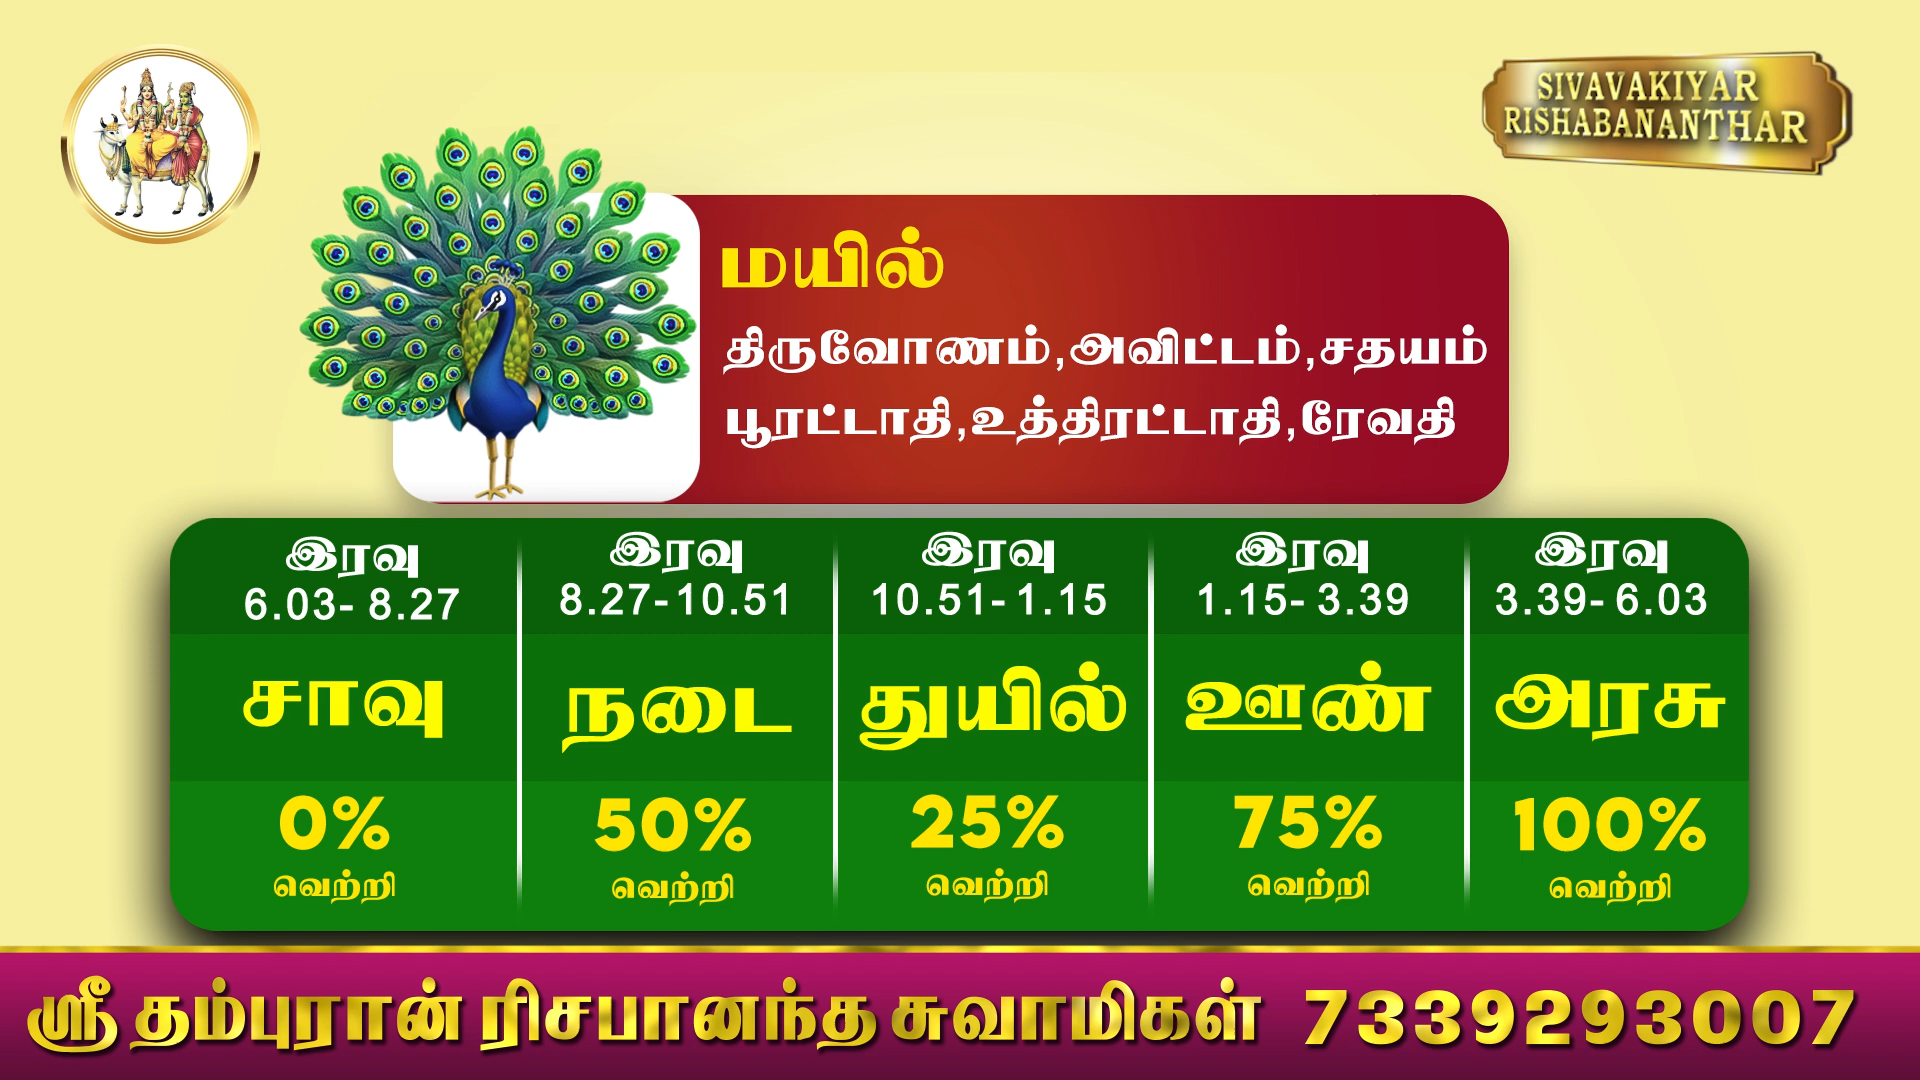 SIVAVAKIYAR
RISHABANANTHAR
மயில்
திருவோணம்,அவிட்டம்,சதயம்
பூரட்டாதி,உத்திரட்டாதி,ரேவதி
இரவு இரவு இரவு இரவு இரவு
6.03- 8.27 8.27-10.51 10.51- 1.15 1.15- 3.39 3.39- 6.03
சாவு நடை துயில் ஊண் அரசு
0% 50% 25% 75% 100%
வெற்றி வெற்றி வெற்றி வெற்றி வெற்றி
ஸ்ரீ தம்புரான் ரிசபானந்த சுவாமிகள் 7339293007